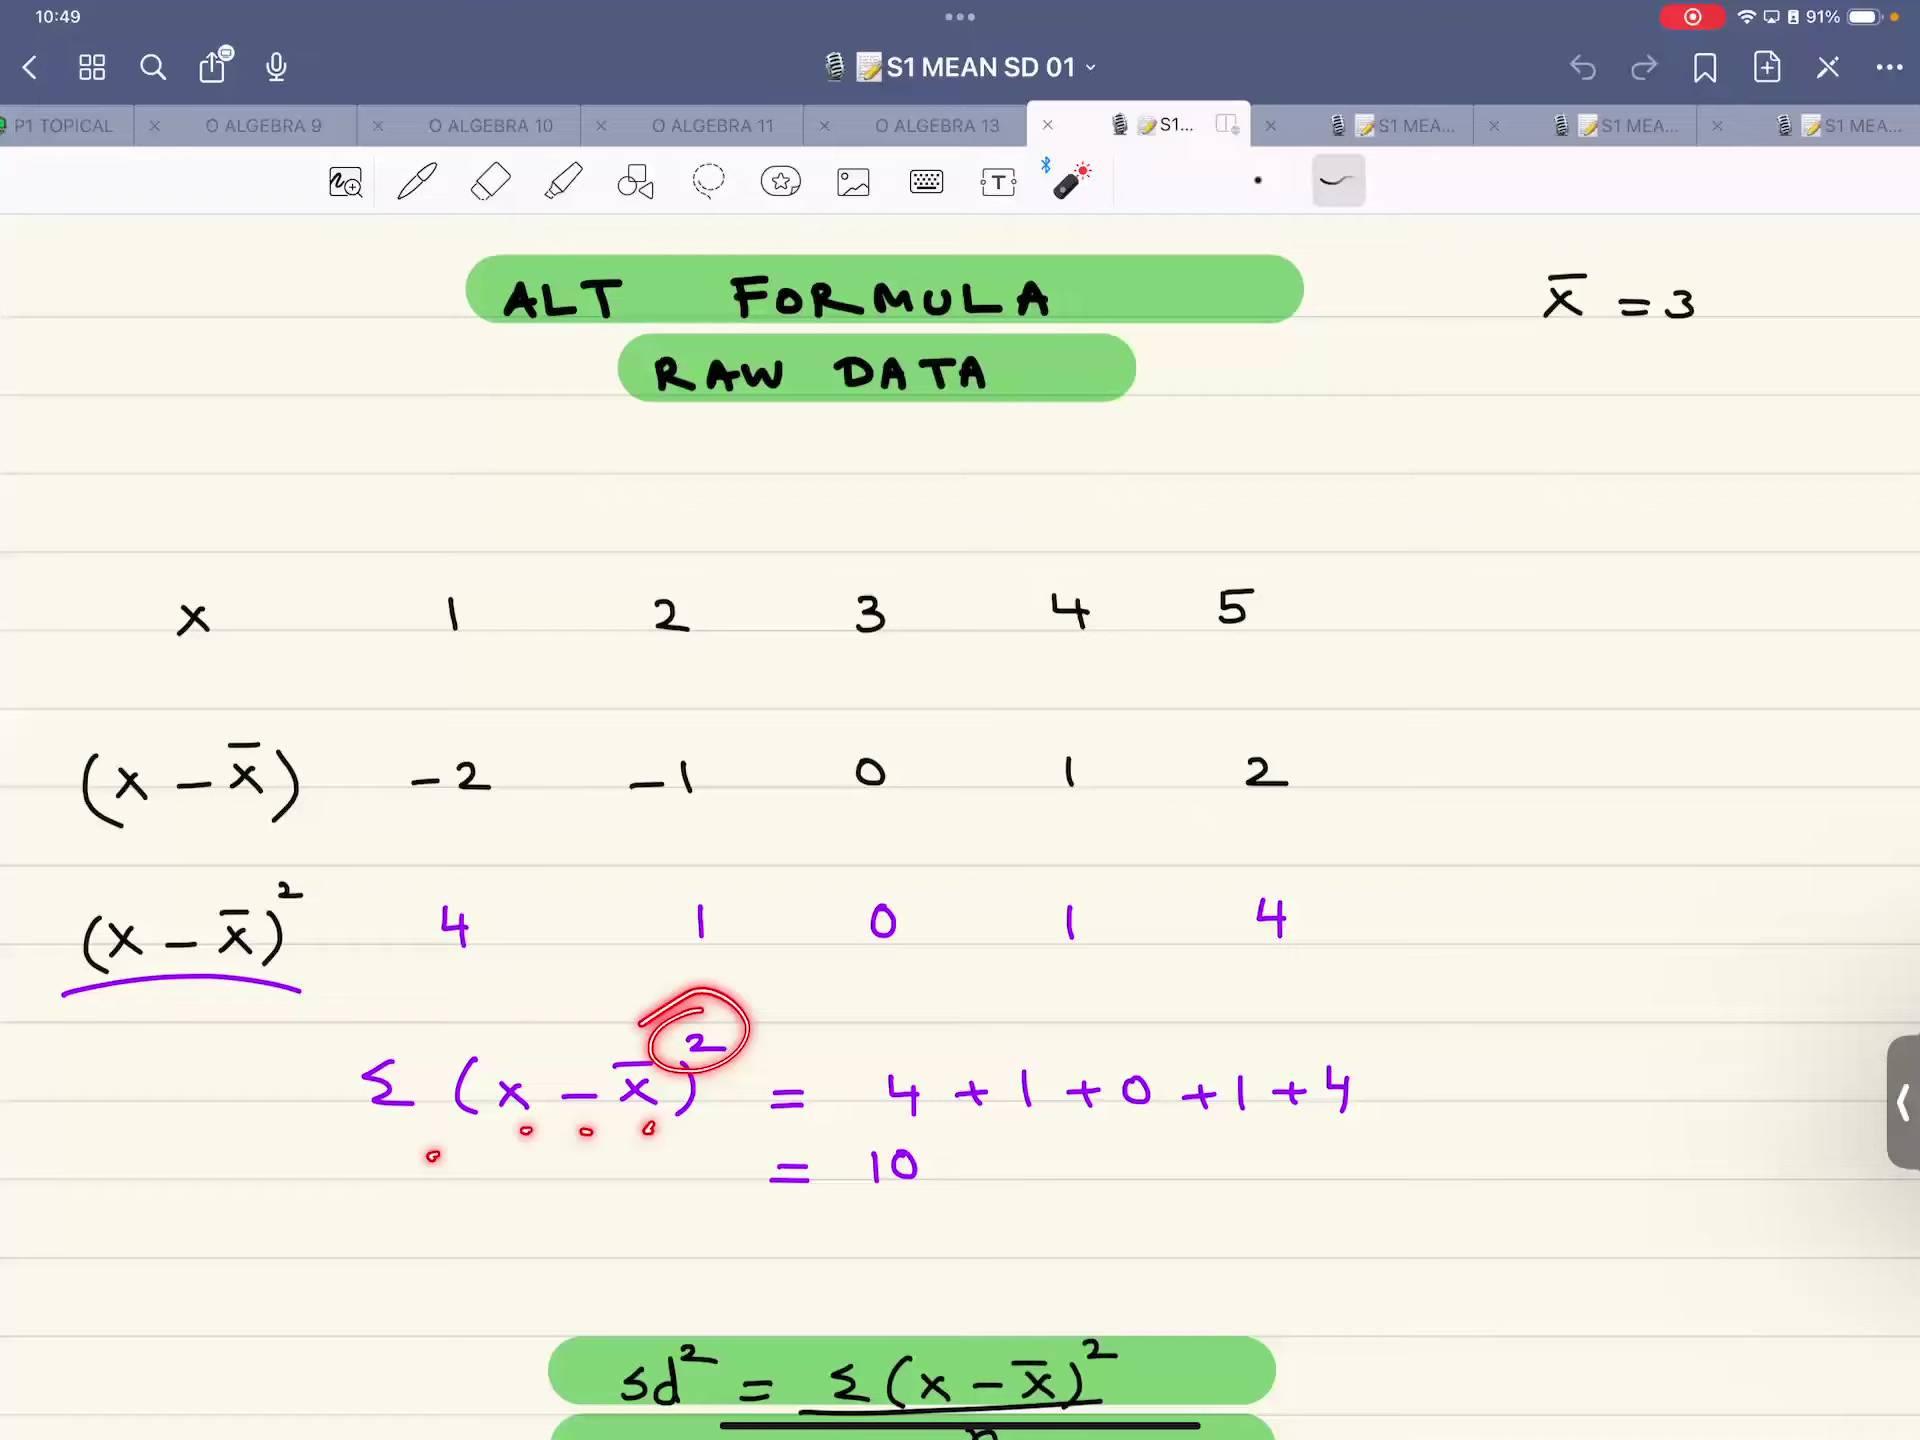 10:49 91%
S1 MEAN SD 01
P1 TOPICAL O ALGEBRA 9 O ALGEBRA 10 O ALGEBRA 11 O ALGEBRA 13 S1... S1 MEA... S1 MEA... S1 MEA...
ALT FORMULA
x̅ = 3
RAW DATA
x 1 2 3 4 5
(x − x̅) −2 −1 0 1 2
(x − x̅)² 4 1 0 1 4
Σ (x − x̅)² = 4 + 1 + 0 + 1 + 4
= 10
sd² = Σ(x − x̅)²
n